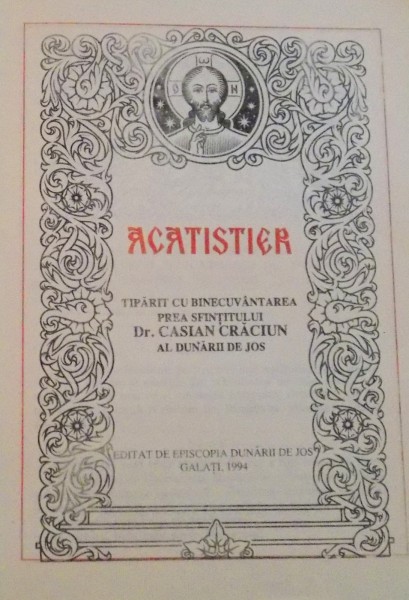 ACATISTIER
TIPĂRIT CU BINECUVÂNTAREA
PREA SFINȚITULUI
Dr. CASIAN CRĂCIUN
AL DUNĂRII DE JOS
EDITAT DE EPISCOPIA DUNĂRII DE JOS
GALAȚI, 1994